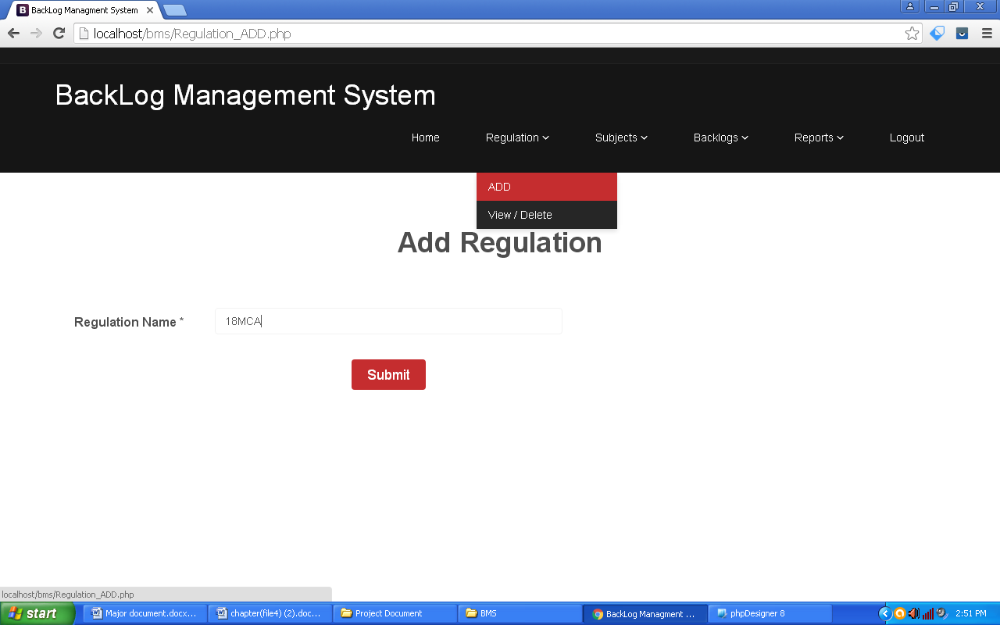 BackLog Managment System
localhost/bms/Regulation_ADD.php
BackLog Management System
Home Regulation Subjects Backlogs Reports Logout
ADD
View / Delete
Add Regulation
Regulation Name * 18MCA
Submit
localhost/bms/Regulation_ADD.php
start Major document.docx... chapter(file4) (2).doc... Project Document BMS BackLog Managment ... phpDesigner 8 2:51 PM